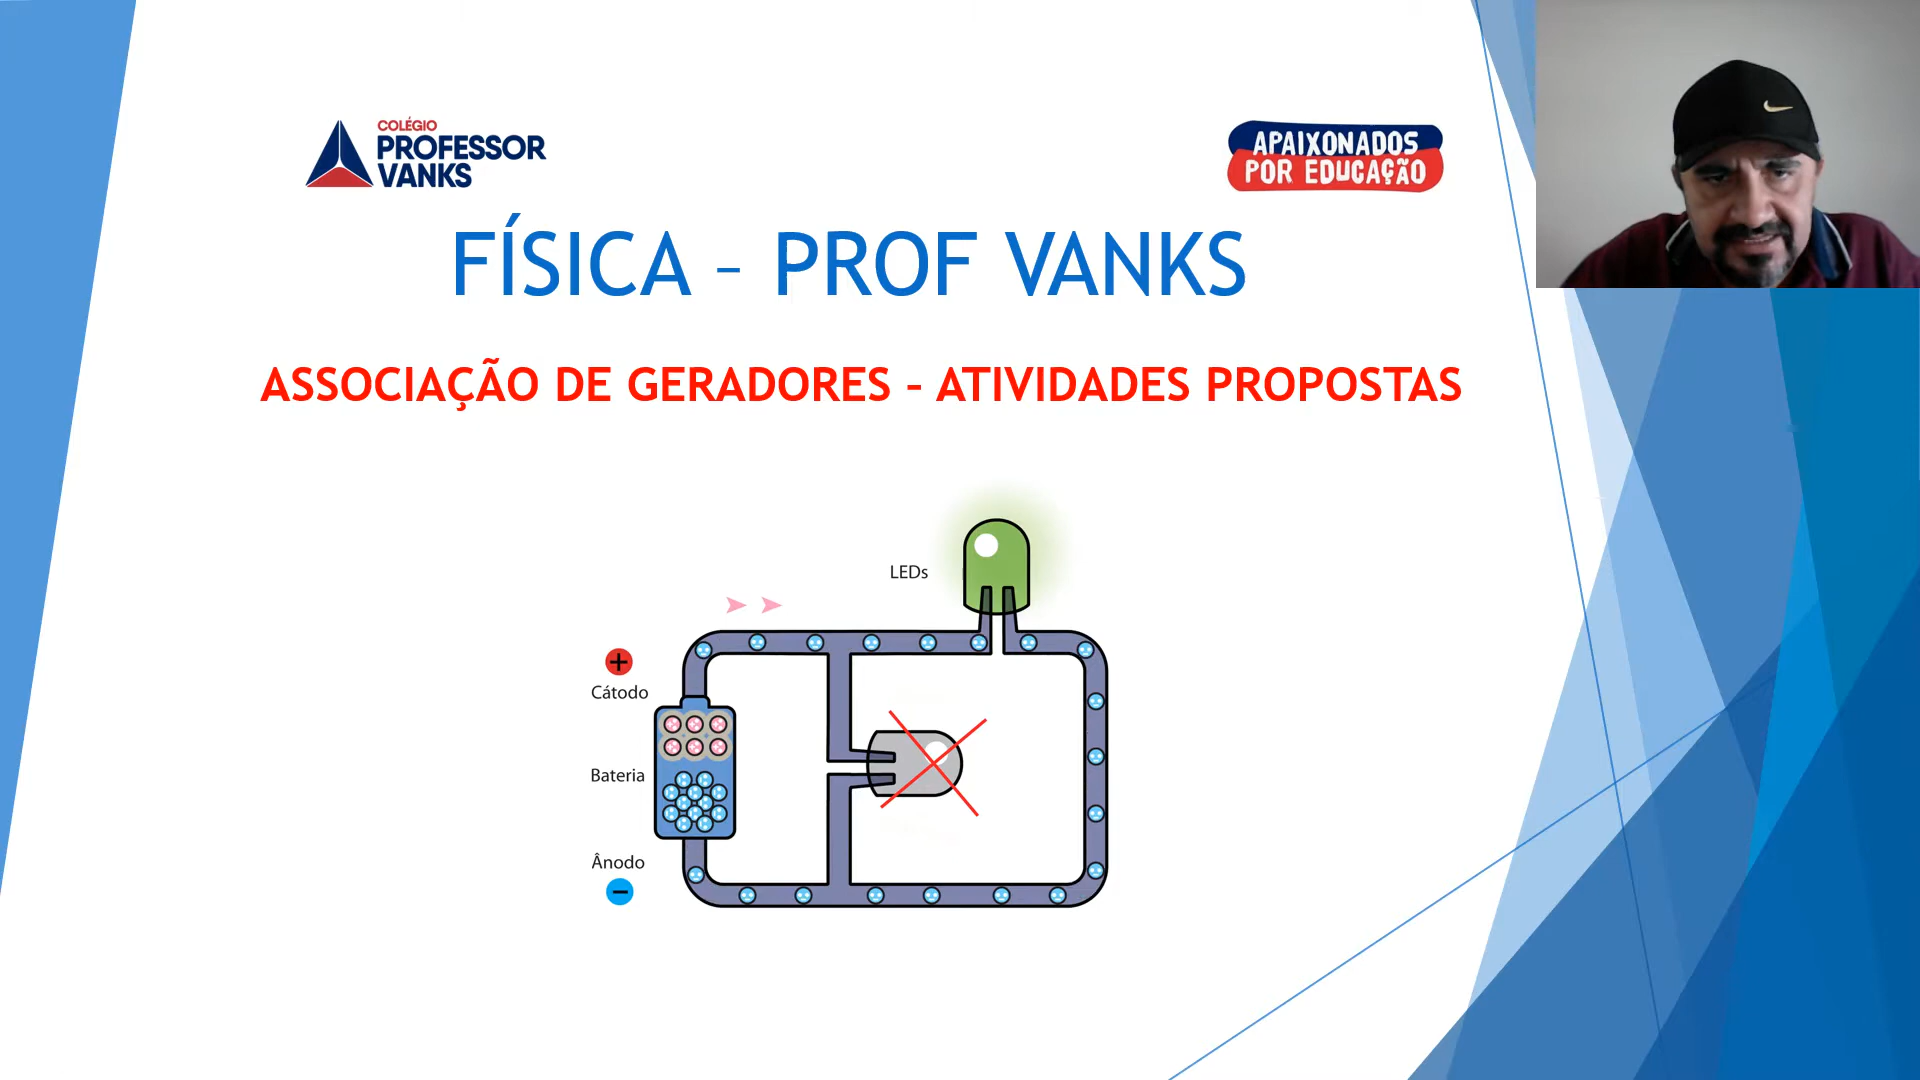 COLÉGIO
PROFESSOR
VANKS
APAIXONADOS
POR EDUCAÇÃO
FÍSICA – PROF VANKS
ASSOCIAÇÃO DE GERADORES – ATIVIDADES PROPOSTAS
LEDs
+
Cátodo
Bateria
Ânodo
−